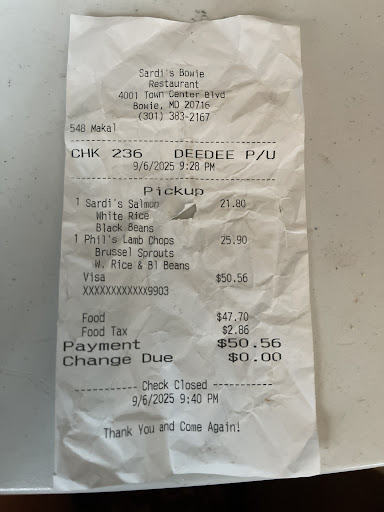 Sardi's Bowie
Restaurant
4001 Town Center Blvd
Bowie, MD 20716
(301) 383-2167
548 Makal
CHK 236 DEEDEE P/U
9/6/2025 9:28 PM
Pickup
1 Sardi's Salmon 21.80
White Rice
Black Beans
1 Phil's Lamb Chops 25.90
Brussel Sprouts
W. Rice & Bl Beans
Visa $50.56
XXXXXXXXXXXX9903
Food $47.70
Food Tax $2.86
Payment $50.56
Change Due $0.00
---------- Check Closed ------------
9/6/2025 9:40 PM
Thank You and Come Again!